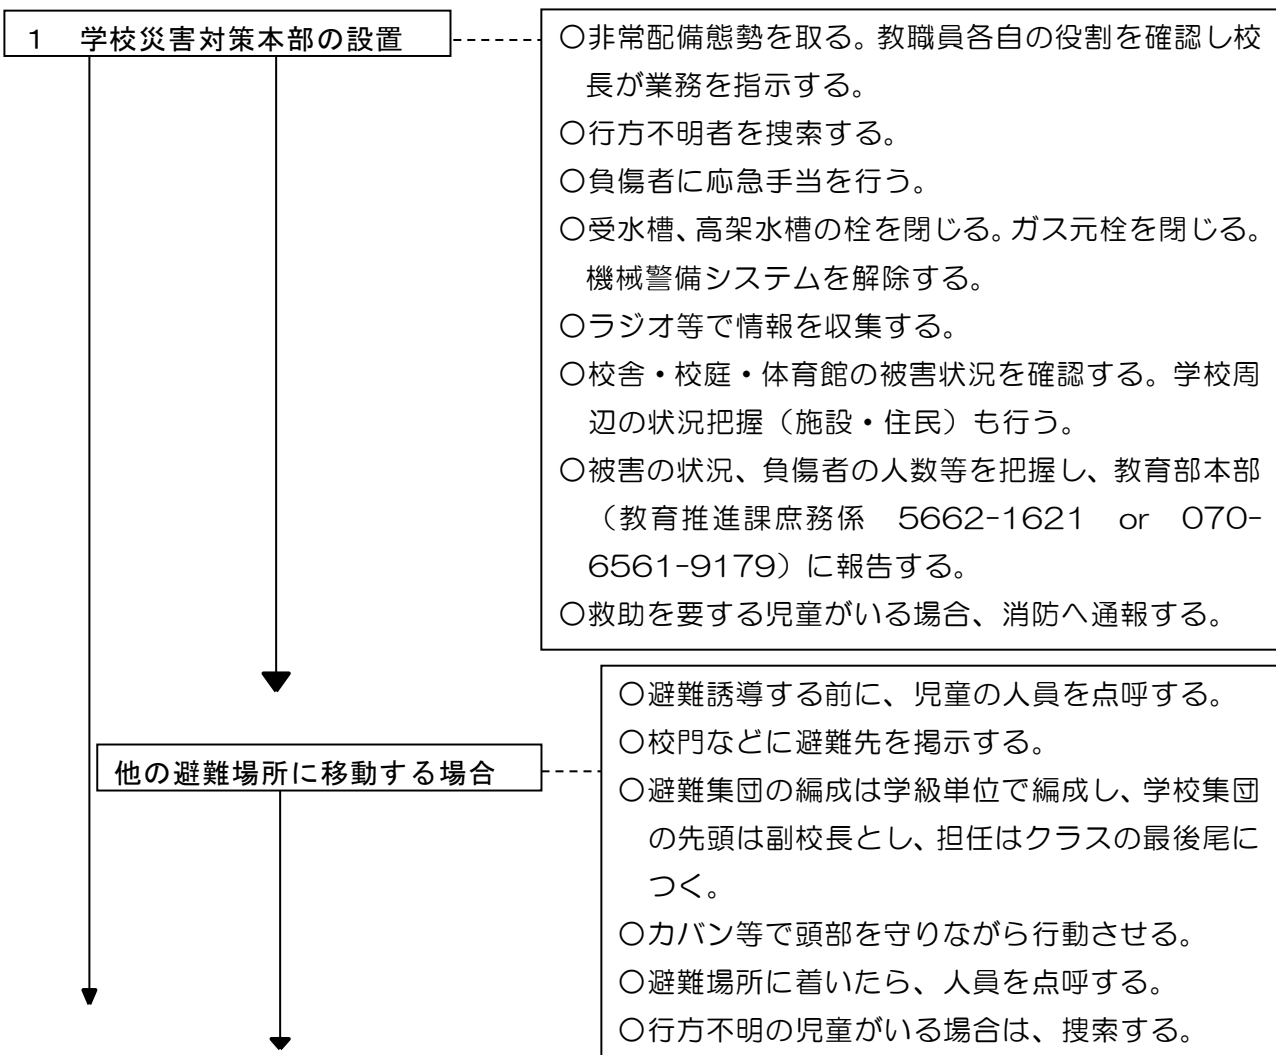 1　学校災害対策本部の設置
○非常配備態勢を取る。教職員各自の役割を確認し校
長が業務を指示する。
○行方不明者を捜索する。
○負傷者に応急手当を行う。
○受水槽、高架水槽の栓を閉じる。ガス元栓を閉じる。
機械警備システムを解除する。
○ラジオ等で情報を収集する。
○校舎・校庭・体育館の被害状況を確認する。学校周
辺の状況把握（施設・住民）も行う。
○被害の状況、負傷者の人数等を把握し、教育部本部
（教育推進課庶務係　5662-1621　or　070-
6561-9179）に報告する。
○救助を要する児童がいる場合、消防へ通報する。
他の避難場所に移動する場合
○避難誘導する前に、児童の人員を点呼する。
○校門などに避難先を掲示する。
○避難集団の編成は学級単位で編成し、学校集団
の先頭は副校長とし、担任はクラスの最後尾に
つく。
○カバン等で頭部を守りながら行動させる。
○避難場所に着いたら、人員を点呼する。
○行方不明の児童がいる場合は、捜索する。